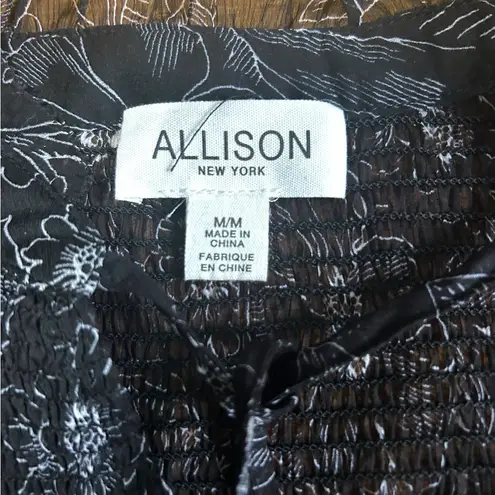 ALLISON
NEW YORK
M/M
MADE IN
CHINA
FABRIQUE
EN CHINE